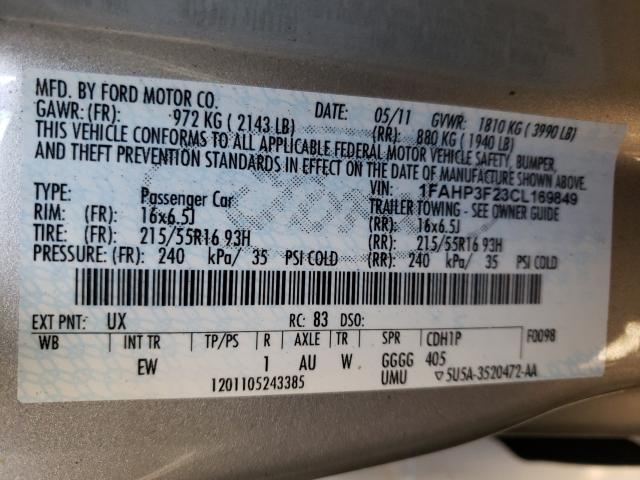 MFD. BY FORD MOTOR CO.
DATE: 05/11 GVWR: 1810 KG ( 3990 LB)
GAWR: (FR): 972 KG ( 2143 LB) (RR): 880 KG ( 1940 LB)
THIS VEHICLE CONFORMS TO ALL APPLICABLE FEDERAL MOTOR VEHICLE SAFETY, BUMPER,
AND THEFT PREVENTION STANDARDS IN EFFECT ON THE DATE OF MANUFACTURE SHOWN ABOVE.
VIN: 1FAHP3F23CL169849
TYPE: Passenger Car TRAILER TOWING - SEE OWNER GUIDE
RIM: (FR): 16x6.5J (RR): 16x6.5J
TIRE: (FR): 215/55R16 93H (RR): 215/55R16 93H
PRESSURE: (FR): 240 kPa/ 35 PSI COLD (RR): 240 kPa/ 35 PSI COLD
EXT PNT: UX RC: 83 DSO:
WB INT TR TP/PS R AXLE TR SPR CDH1P F0098
EW 1 AU W GGGG 405
UMU ▽5U5A-3520472-AA
1201105243385